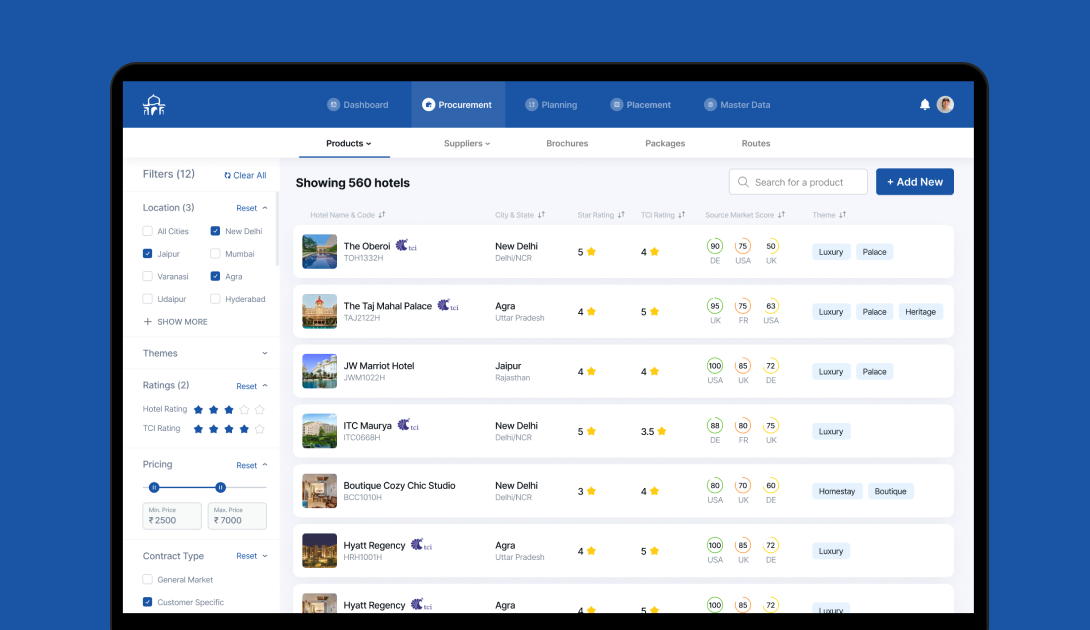 Dashboard
Procurement
Planning
Placement
Master Data
Products
Suppliers
Brochures
Packages
Routes
Filters (12)
Clear All
Location (3)
Reset
All Cities
New Delhi
Jaipur
Mumbai
Varanasi
Agra
Udaipur
Hyderabad
+ SHOW MORE
Themes
Ratings (2)
Reset
Hotel Rating
TCI Rating
Pricing
Reset
Min. Price
₹ 2500
Max. Price
₹ 7000
Contract Type
Reset
General Market
Customer Specific
Showing 560 hotels
Search for a product
+ Add New
Hotel Name & Code
City & State
Star Rating
TCI Rating
Source Market Score
Theme
The Oberoi tci
TOH1332H
New Delhi
Delhi/NCR
5
4
90 75 50
DE USA UK
Luxury Palace
The Taj Mahal Palace tci
TAJ2122H
Agra
Uttar Pradesh
4
5
95 75 63
UK FR USA
Luxury Palace Heritage
JW Marriot Hotel
JWM1022H
Jaipur
Rajasthan
4
4
100 85 72
USA UK DE
Luxury Palace
ITC Maurya tci
ITC0668H
New Delhi
Delhi/NCR
5
3.5
88 80 75
DE FR UK
Luxury
Boutique Cozy Chic Studio
BCC1010H
New Delhi
Delhi/NCR
3
4
80 70 60
USA UK DE
Homestay Boutique
Hyatt Regency tci
HRH1001H
Agra
Uttar Pradesh
4
5
100 85 72
USA UK DE
Luxury
Hyatt Regency tci
Agra
4
5
100 85 72
Luxury